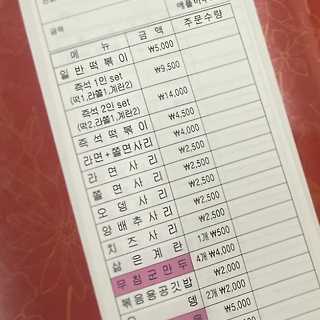 금액
메 뉴 금 액 주문수량
일 반 떡 볶 이 ₩5,000
즉석 1인 set
(떡1,라쫄1,계란2) ₩9,500
즉석 2인 set
(떡2,라쫄1,계란2) ₩14,000
즉 석 떡 볶 이 ₩4,500
라면+쫄면사리 ₩4,000
라 면 사 리 ₩2,500
쫄 면 사 리 ₩2,500
오 뎅 사 리 ₩2,500
양 배 추 사 리 ₩2,500
치 즈 사 리 ₩2,500
삶 은 계 란 1개 ₩500
무 침 군 만 두 4개 ₩4,000
볶음용공깃밥 ₩2,000
오 뎅 2개 ₩2,000
₩5,000